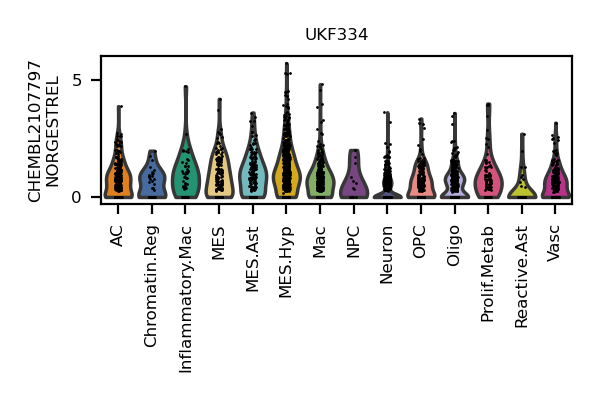 UKF334
CHEMBL2107797
NORGESTREL
5
0
AC
Chromatin.Reg
Inflammatory.Mac
MES
MES.Ast
MES.Hyp
Mac
NPC
Neuron
OPC
Oligo
Prolif.Metab
Reactive.Ast
Vasc